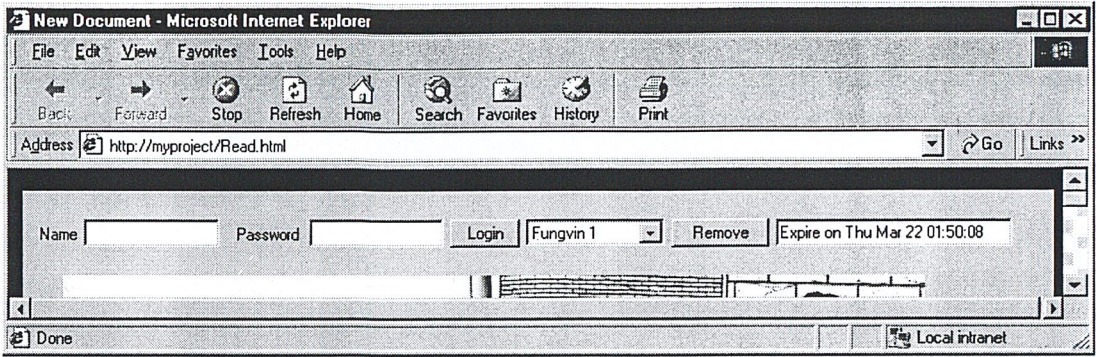 New Document - Microsoft Internet Explorer
File Edit View Favorites Tools Help
Back Forward Stop Refresh Home Search Favorites History Print
Address http://myproject/Read.html Go Links »
Name Password Login Fungvin 1 Remove Expire on Thu Mar 22 01:50:08
Done Local intranet